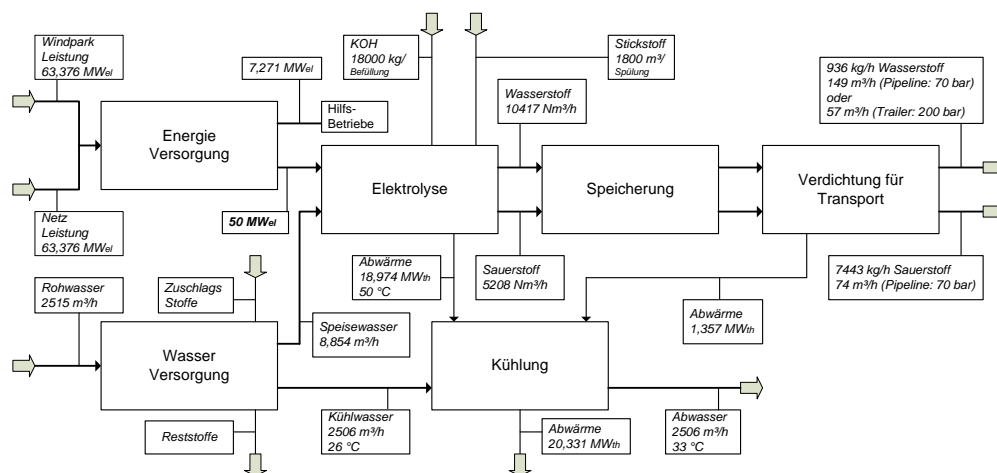 Windpark
Leistung
63,376 MWel
7,271 MWel
KOH
18000 kg/
Befüllung
Stickstoff
1800 m³/
Spülung
Wasserstoff
10417 Nm³/h
936 kg/h Wasserstoff
149 m³/h (Pipeline: 70 bar)
oder
57 m³/h (Trailer: 200 bar)
Hilfs-
Betriebe
Energie
Versorgung
Elektrolyse
Speicherung
Verdichtung für
Transport
Netz
Leistung
63,376 MWel
50 MWel
Abwärme
18,974 MWth
50 °C
Sauerstoff
5208 Nm³/h
7443 kg/h Sauerstoff
74 m³/h (Pipeline: 70 bar)
Rohwasser
2515 m³/h
Zuschlags
Stoffe
Speisewasser
8,854 m³/h
Abwärme
1,357 MWth
Wasser
Versorgung
Kühlung
Reststoffe
Kühlwasser
2506 m³/h
26 °C
Abwärme
20,331 MWth
Abwasser
2506 m³/h
33 °C